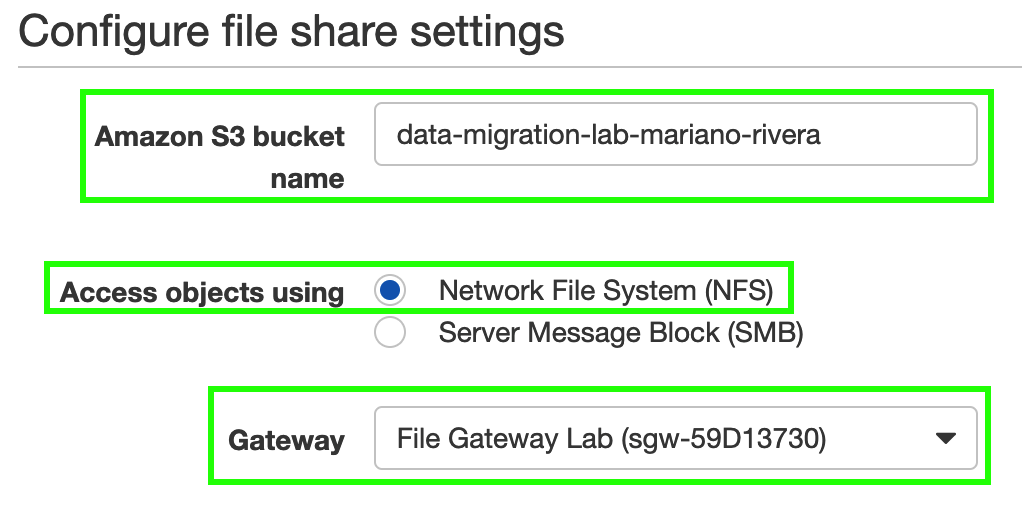 Configure file share settings
Amazon S3 bucket name
data-migration-lab-mariano-rivera
Access objects using
Network File System (NFS)
Server Message Block (SMB)
Gateway
File Gateway Lab (sgw-59D13730)